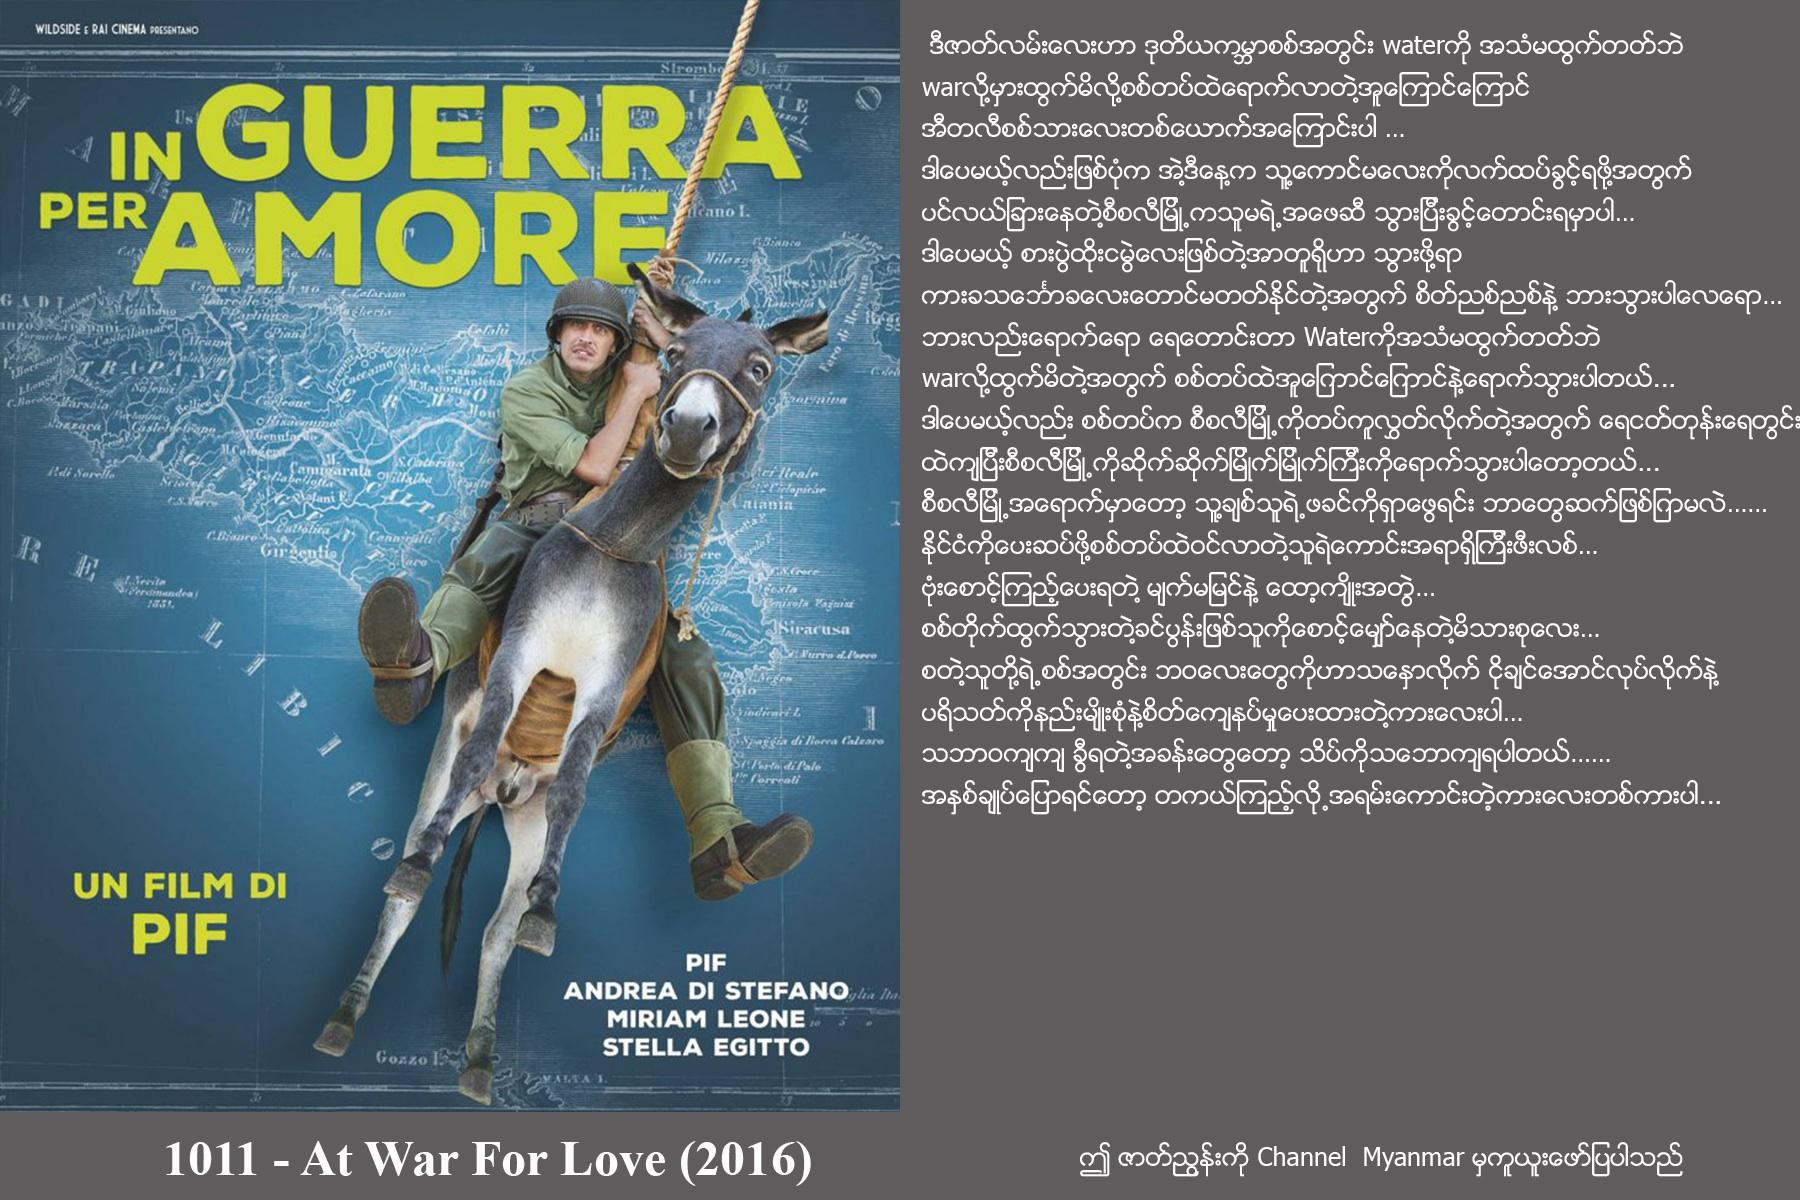 WILDSIDE E RAI CINEMA PRESENTANO
IN GUERRA
PER AMORE
UN FILM DI
PIF
PIF
ANDREA DI STEFANO
MIRIAM LEONE
STELLA EGITTO
1011 - At War For Love (2016)
ဒီဇာတ်လမ်းလေးဟာ ဒုတိယကမ္ဘာစစ်အတွင်း waterကို အသံမထွက်တတ်ဘဲ
warလို့မှားထွက်မိလို့စစ်တပ်ထဲရောက်လာတဲ့အူကြောင်ကြောင်
အီတလီစစ်သားလေးတစ်ယောက်အကြောင်းပါ ...
ဒါပေမယ့်လည်းဖြစ်ပုံက အဲ့ဒီနေ့က သူ့ကောင်မလေးကိုလက်ထပ်ခွင့်ရဖို့အတွက်
ပင်လယ်ခြားနေတဲ့စီစလီမြို့ကသူမရဲ့အဖေဆီ သွားပြီးခွင့်တောင်းရမှာပါ...
ဒါပေမယ့် စားပွဲထိုးငမွဲလေးဖြစ်တဲ့အာတူရိုဟာ သွားဖို့ရာ
ကားခသင်္ဘောခလေးတောင်မတတ်နိုင်တဲ့အတွက် စိတ်ညစ်ညစ်နဲ့ ဘားသွားပါလေရော...
ဘားလည်းရောက်ရော ရေတောင်းတာ Waterကိုအသံမထွက်တတ်ဘဲ
warလို့ထွက်မိတဲ့အတွက် စစ်တပ်ထဲအူကြောင်ကြောင်နဲ့ရောက်သွားပါတယ်...
ဒါပေမယ့်လည်း စစ်တပ်က စီစလီမြို့ကိုတပ်ကူလွှတ်လိုက်တဲ့အတွက် ရေငတ်တုန်းရေတွင်း
ထဲကျပြီးစီစလီမြို့ကိုဆိုက်ဆိုက်မြိုက်မြိုက်ကြီးကိုရောက်သွားပါတော့တယ်...
စီစလီမြို့အရောက်မှာတော့ သူ့ချစ်သူရဲ့ဖခင်ကိုရှာဖွေရင်း ဘာတွေဆက်ဖြစ်ကြာမလဲ......
နိုင်ငံကိုပေးဆပ်ဖို့စစ်တပ်ထဲဝင်လာတဲ့သူရဲကောင်းအရာရှိကြီးဖီးလစ်...
ဗုံးစောင့်ကြည့်ပေးရတဲ့ မျက်မမြင်နဲ့ ထော့ကျိုးအတွဲ...
စစ်တိုက်ထွက်သွားတဲ့ခင်ပွန်းဖြစ်သူကိုစောင့်မျှော်နေတဲ့မိသားစုလေး...
စတဲ့သူတို့ရဲ့စစ်အတွင်း ဘဝလေးတွေကိုဟာသနှောလိုက် ငိုချင်အောင်လုပ်လိုက်နဲ့
ပရိသတ်ကိုနည်းမျိုးစုံနဲ့စိတ်ကျေနပ်မှုပေးထားတဲ့ကားလေးပါ...
သဘာဝကျကျ ခွီရတဲ့အခန်းတွေတော့ သိပ်ကိုသဘောကျရပါတယ်......
အနှစ်ချုပ်ပြောရင်တော့ တကယ်ကြည့်လို့အရမ်းကောင်းတဲ့ကားလေးတစ်ကားပါ...
ဤ ဇာတ်ညွှန်းကို Channel Myanmar မှကူယူးဖော်ပြပါသည်